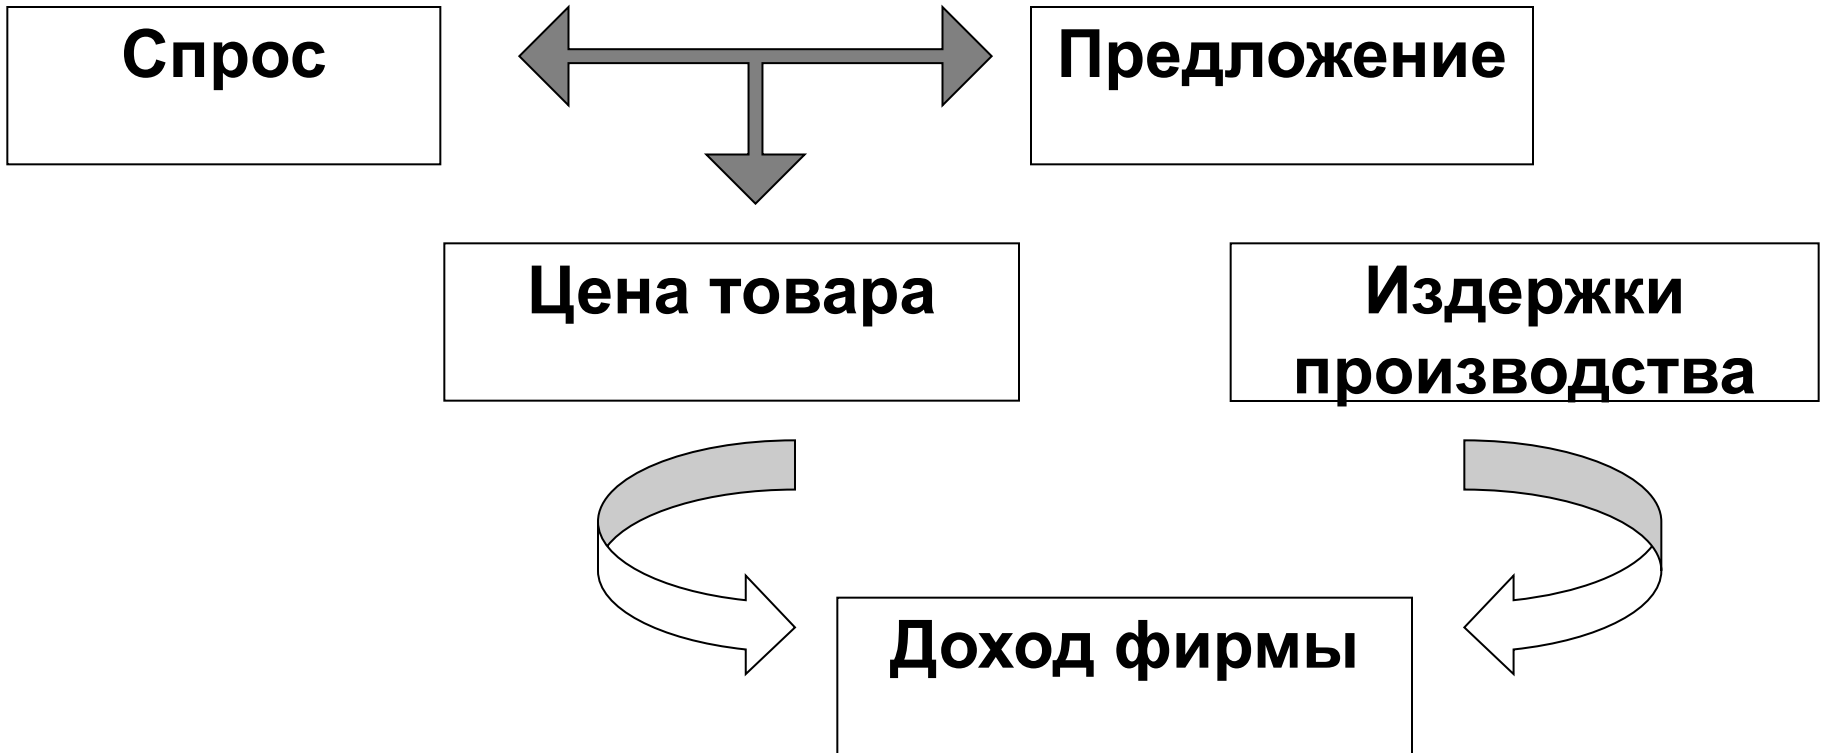 Спрос
Предложение
Цена товара
Издержки
производства
Доход фирмы